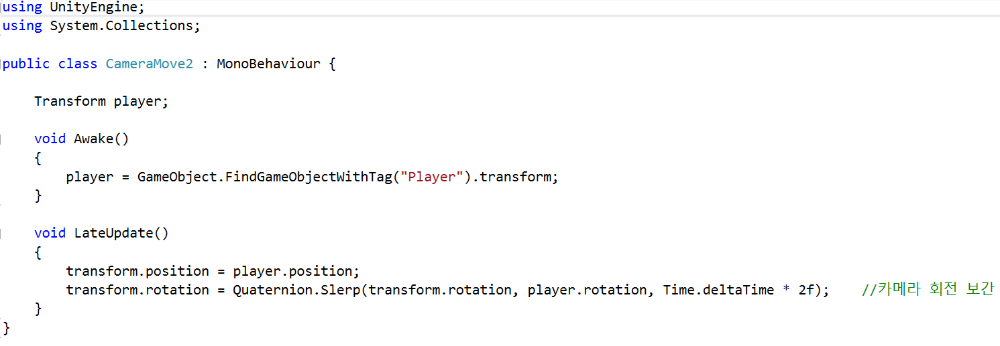 using UnityEngine;
using System.Collections;
public class CameraMove2 : MonoBehaviour {
Transform player;
void Awake()
{
player = GameObject.FindGameObjectWithTag("Player").transform;
}
void LateUpdate()
{
transform.position = player.position;
transform.rotation = Quaternion.Slerp(transform.rotation, player.rotation, Time.deltaTime * 2f); //카메라 회전 보간
}
}